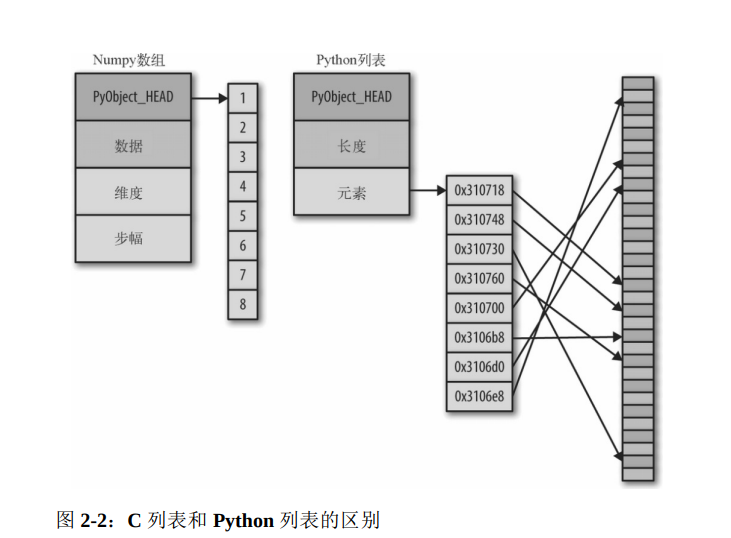 Numpy数组
PyObject_HEAD
数据
维度
步幅
1
2
3
4
5
6
7
8
Python列表
PyObject_HEAD
长度
元素
0x310718
0x310748
0x310730
0x310760
0x310700
0x3106b8
0x3106d0
0x3106e8
图 2-2：C 列表和 Python 列表的区别